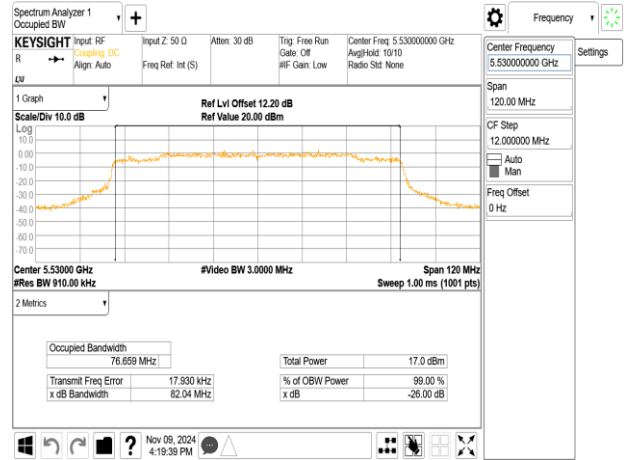 Spectrum Analyzer 1
Occupied BW
Frequency
KEYSIGHT
R
LXI
Input: RF
Coupling: DC
Align: Auto
Input Z: 50 Ω
Freq Ref: Int (S)
Atten: 30 dB
Trig: Free Run
Gate: Off
#IF Gain: Low
Center Freq: 5.530000000 GHz
Avg|Hold: 10/10
Radio Std: None
Center Frequency
5.530000000 GHz
Settings
Span
120.00 MHz
CF Step
12.000000 MHz
Auto
Man
Freq Offset
0 Hz
1 Graph
Scale/Div 10.0 dB
Ref Lvl Offset 12.20 dB
Ref Value 20.00 dBm
Log
10.0
0.00
-10.0
-20.0
-30.0
-40.0
-50.0
-60.0
-70.0
Center 5.53000 GHz
#Video BW 3.0000 MHz
Span 120 MHz
#Res BW 910.00 kHz
Sweep 1.00 ms (1001 pts)
2 Metrics
Occupied Bandwidth
76.659 MHz
Total Power 17.0 dBm
Transmit Freq Error 17.930 kHz
% of OBW Power 99.00 %
x dB Bandwidth 82.04 MHz
x dB -26.00 dB
?
Nov 09, 2024
4:19:39 PM